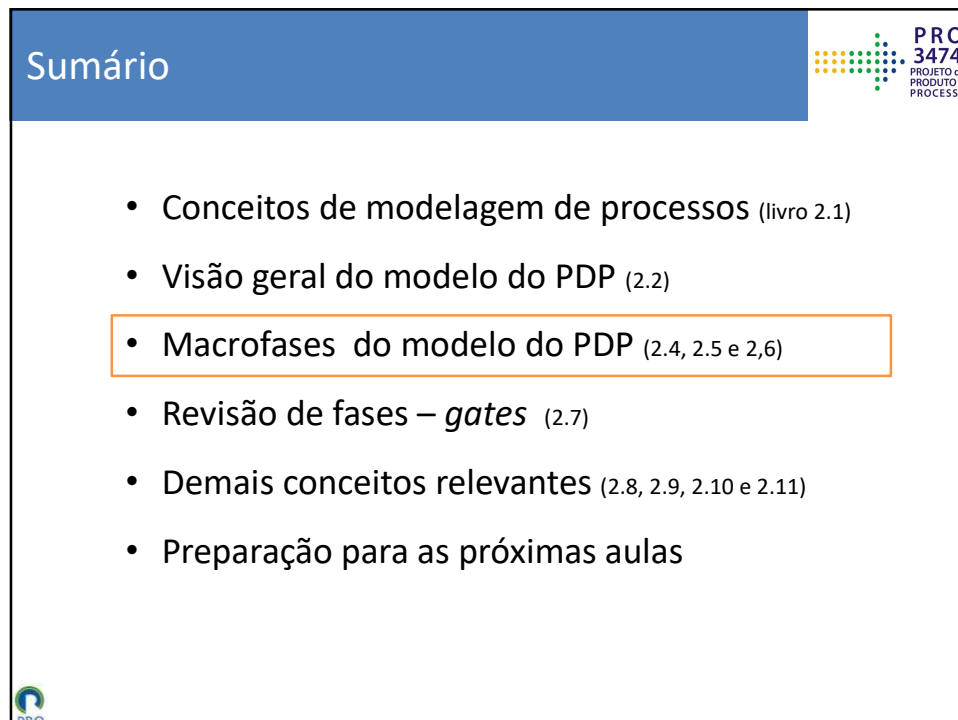 Sumário
PRO
3474
PROJETO d
PRODUTO
PROCESS
• Conceitos de modelagem de processos (livro 2.1)
• Visão geral do modelo do PDP (2.2)
• Macrofases do modelo do PDP (2.4, 2.5 e 2,6)
• Revisão de fases – gates (2.7)
• Demais conceitos relevantes (2.8, 2.9, 2.10 e 2.11)
• Preparação para as próximas aulas
PRO